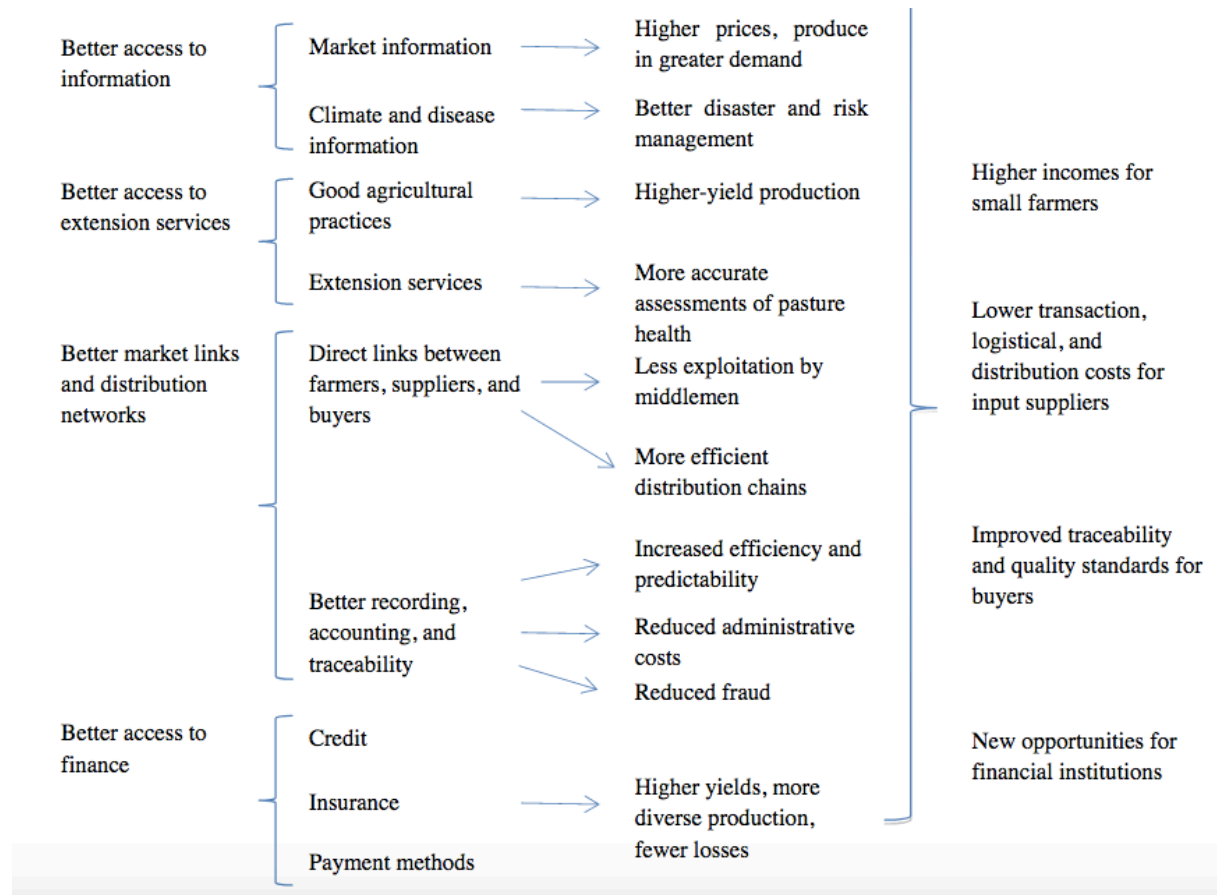 Better access to
information
Market information
Climate and disease
information
Higher prices, produce
in greater demand
Better disaster and risk
management
Better access to
extension services
Good agricultural
practices
Extension services
Higher-yield production
More accurate
assessments of pasture
health
Better market links
and distribution
networks
Direct links between
farmers, suppliers, and
buyers
Less exploitation by
middlemen
More efficient
distribution chains
Better recording,
accounting, and
traceability
Increased efficiency and
predictability
Reduced administrative
costs
Reduced fraud
Better access to
finance
Credit
Insurance
Payment methods
Higher yields, more
diverse production,
fewer losses
Higher incomes for
small farmers
Lower transaction,
logistical, and
distribution costs for
input suppliers
Improved traceability
and quality standards for
buyers
New opportunities for
financial institutions